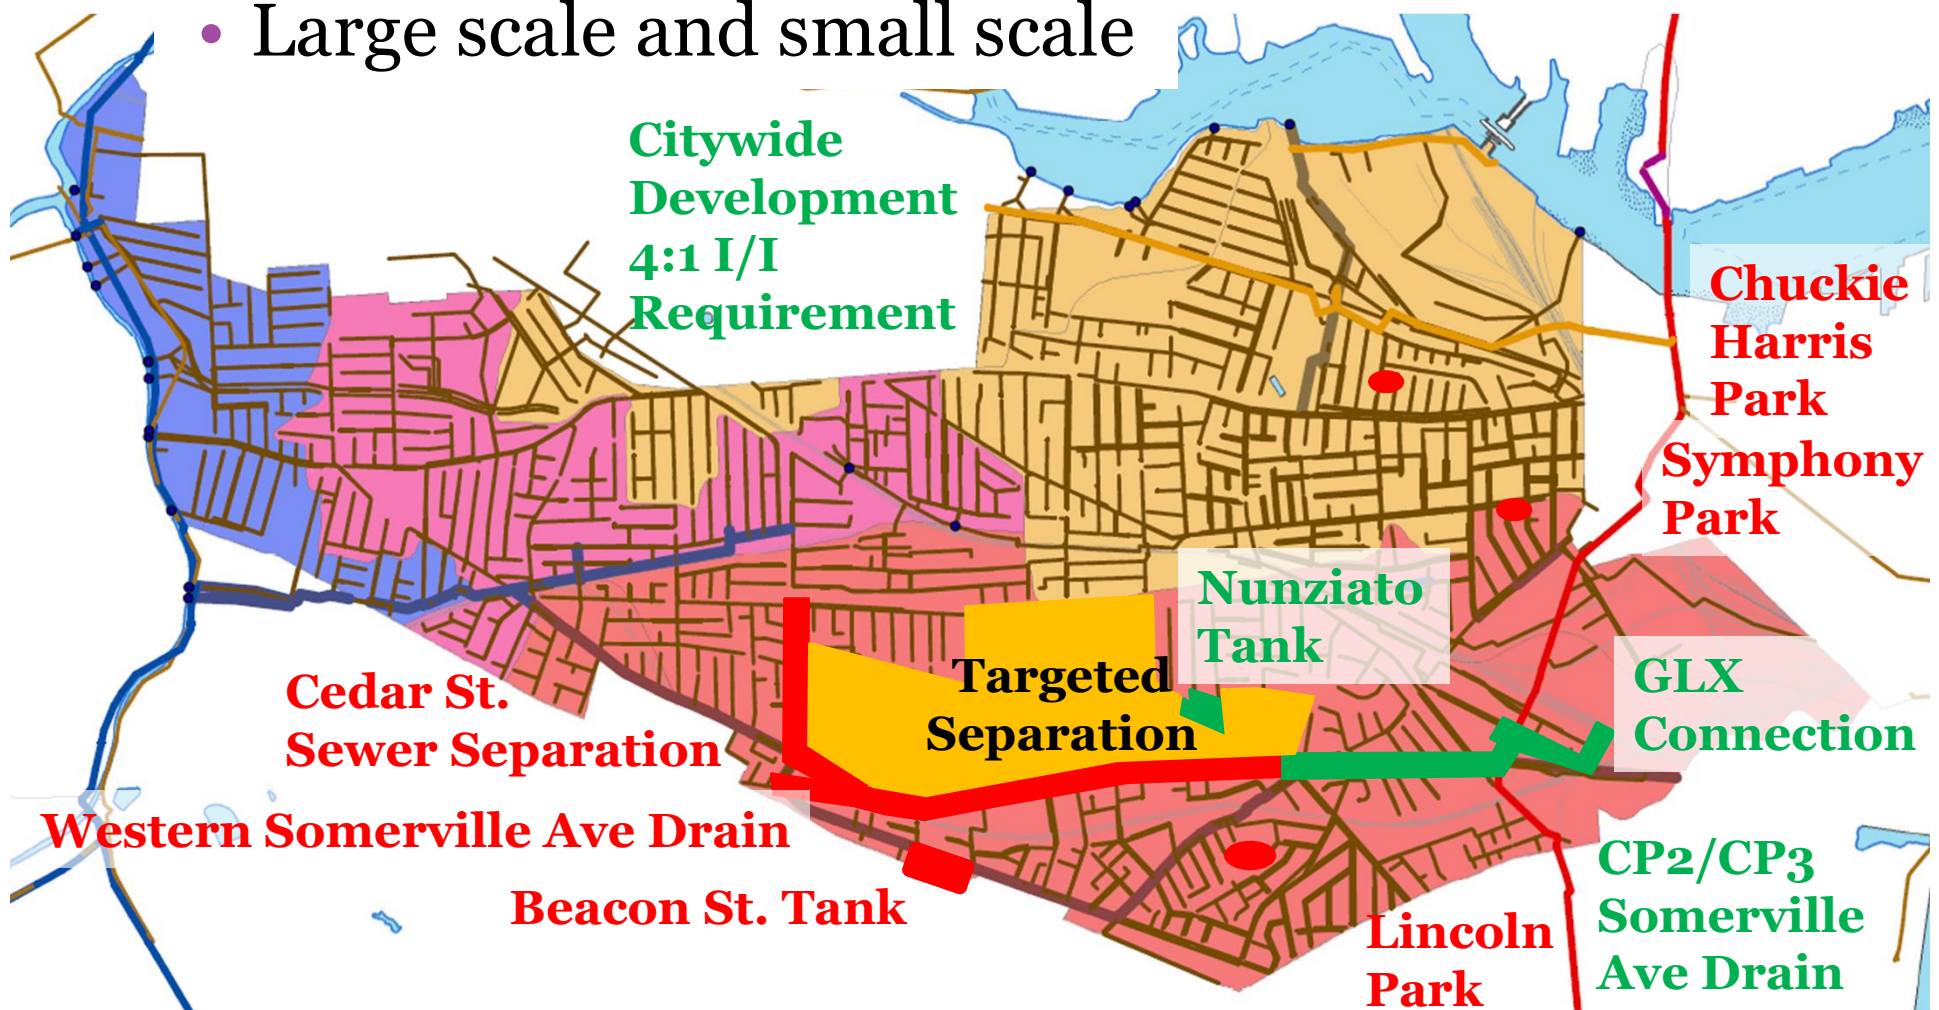 • Large scale and small scale
Citywide
Development
4:1 I/I
Requirement
Chuckie
Harris
Park
Symphony
Park
Nunziato
Tank
Targeted
Separation
GLX
Connection
Cedar St.
Sewer Separation
Western Somerville Ave Drain
Beacon St. Tank
Lincoln
Park
CP2/CP3
Somerville
Ave Drain